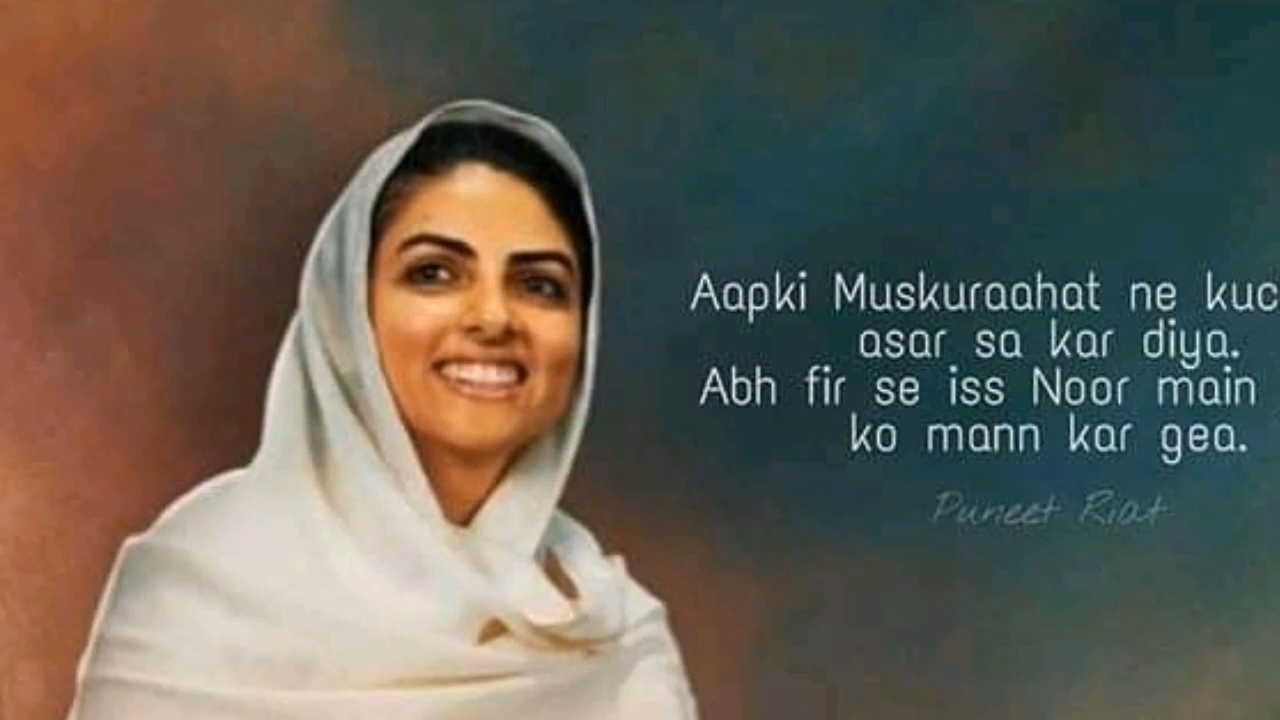 Aapki Muskuraahat ne kuc
asar sa kar diya.
Abh fir se iss Noor main
ko mann kar gea.
Puneet Riat